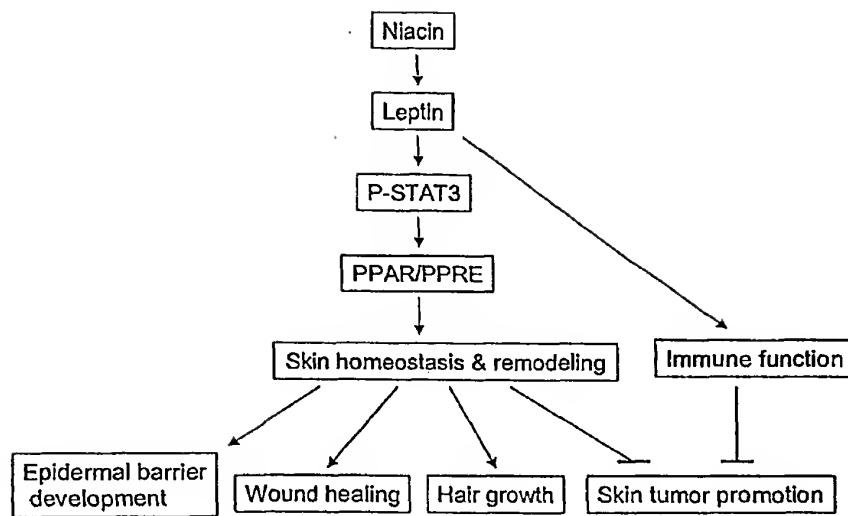 Niacin
Leptin
P-STAT3
PPAR/PPRE
Skin homeostasis & remodeling
Immune function
Epidermal barrier
development
Wound healing
Hair growth
Skin tumor promotion